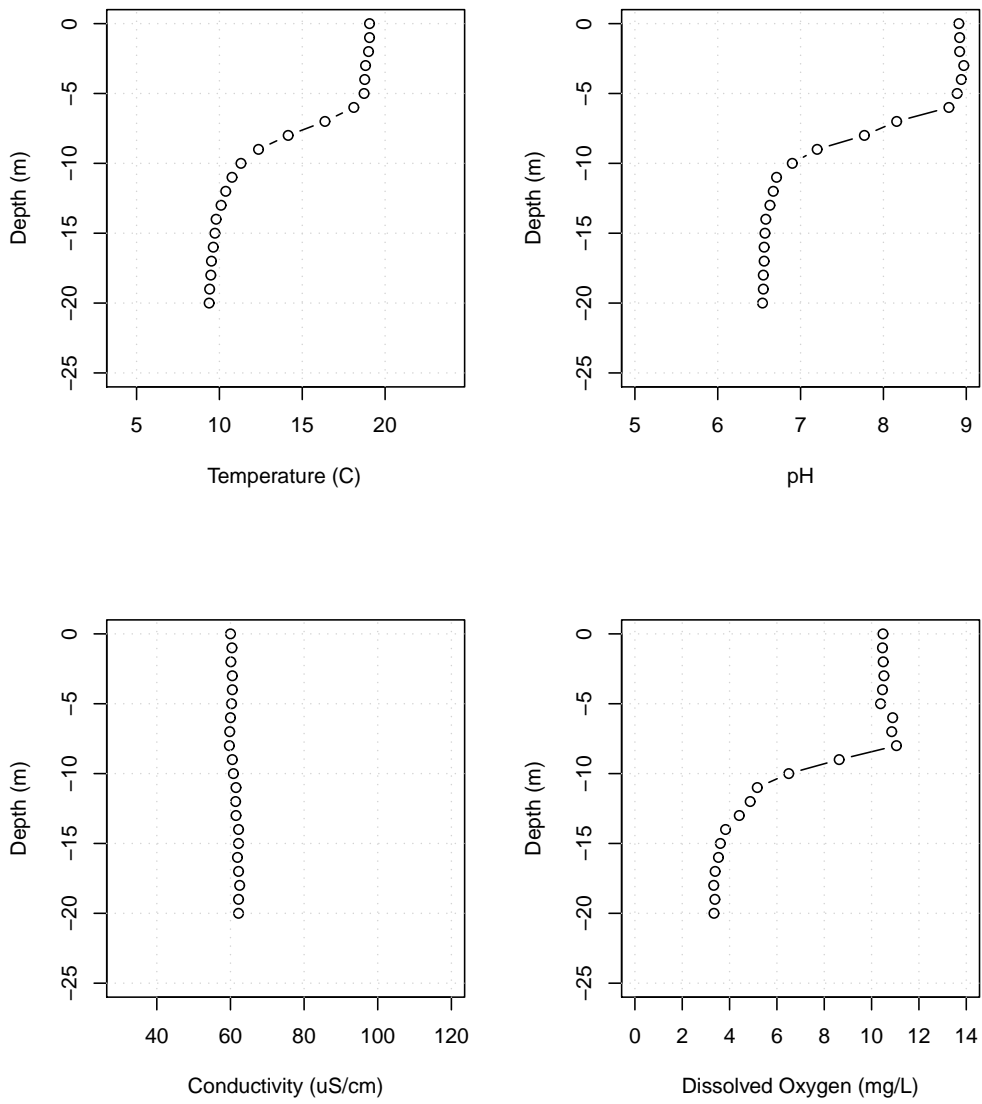 0
−5
−10
−15
−20
−25
Depth (m)
5 10 15 20
Temperature (C)
0
−5
−10
−15
−20
−25
Depth (m)
5 6 7 8 9
pH
0
−5
−10
−15
−20
−25
Depth (m)
40 60 80 100 120
Conductivity (uS/cm)
0
−5
−10
−15
−20
−25
Depth (m)
0 2 4 6 8 10 12 14
Dissolved Oxygen (mg/L)